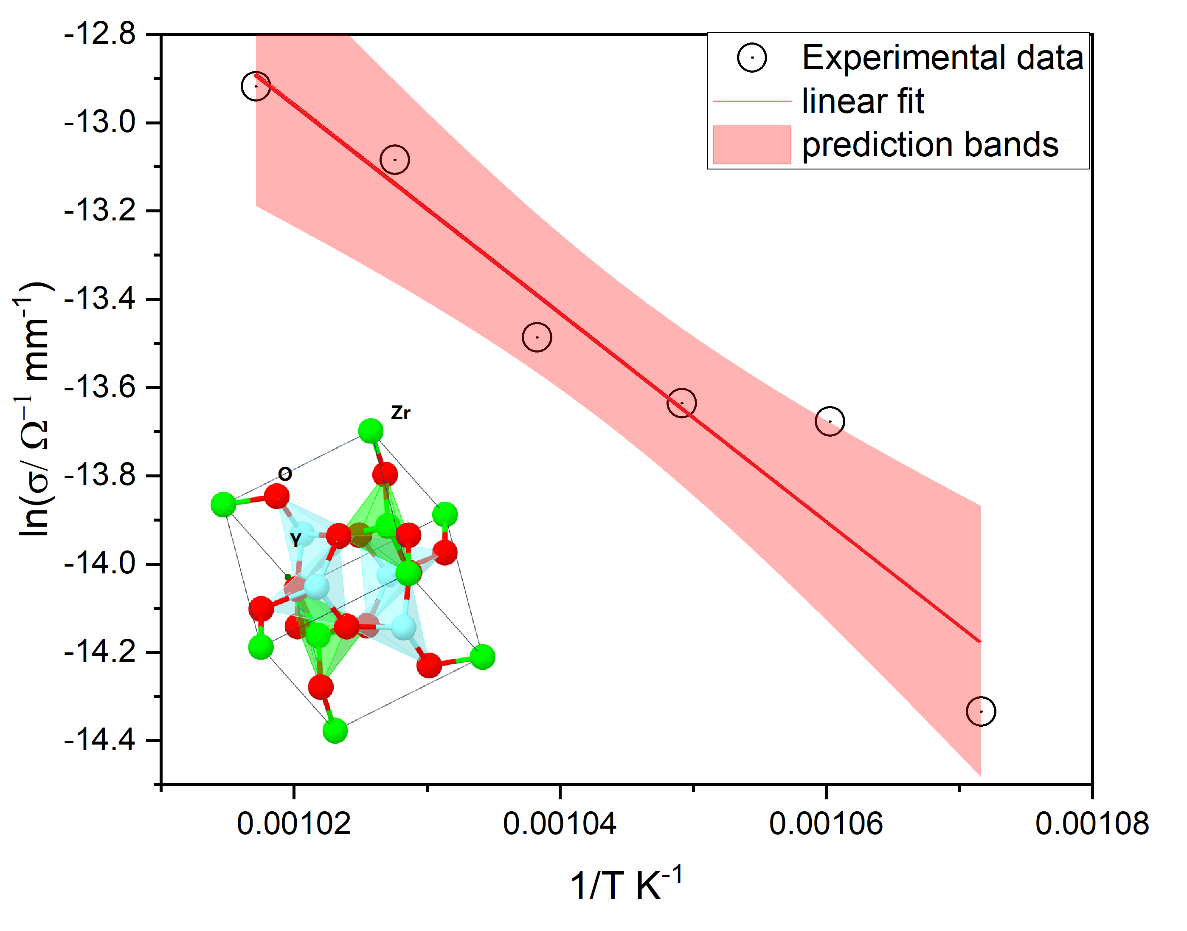 -12.8
-13.0
-13.2
-13.4
-13.6
-13.8
-14.0
-14.2
-14.4
ln(σ/ Ω⁻¹ mm⁻¹)
Experimental data
linear fit
prediction bands
Zr
O
Y
0.00102
0.00104
0.00106
0.00108
1/T K⁻¹